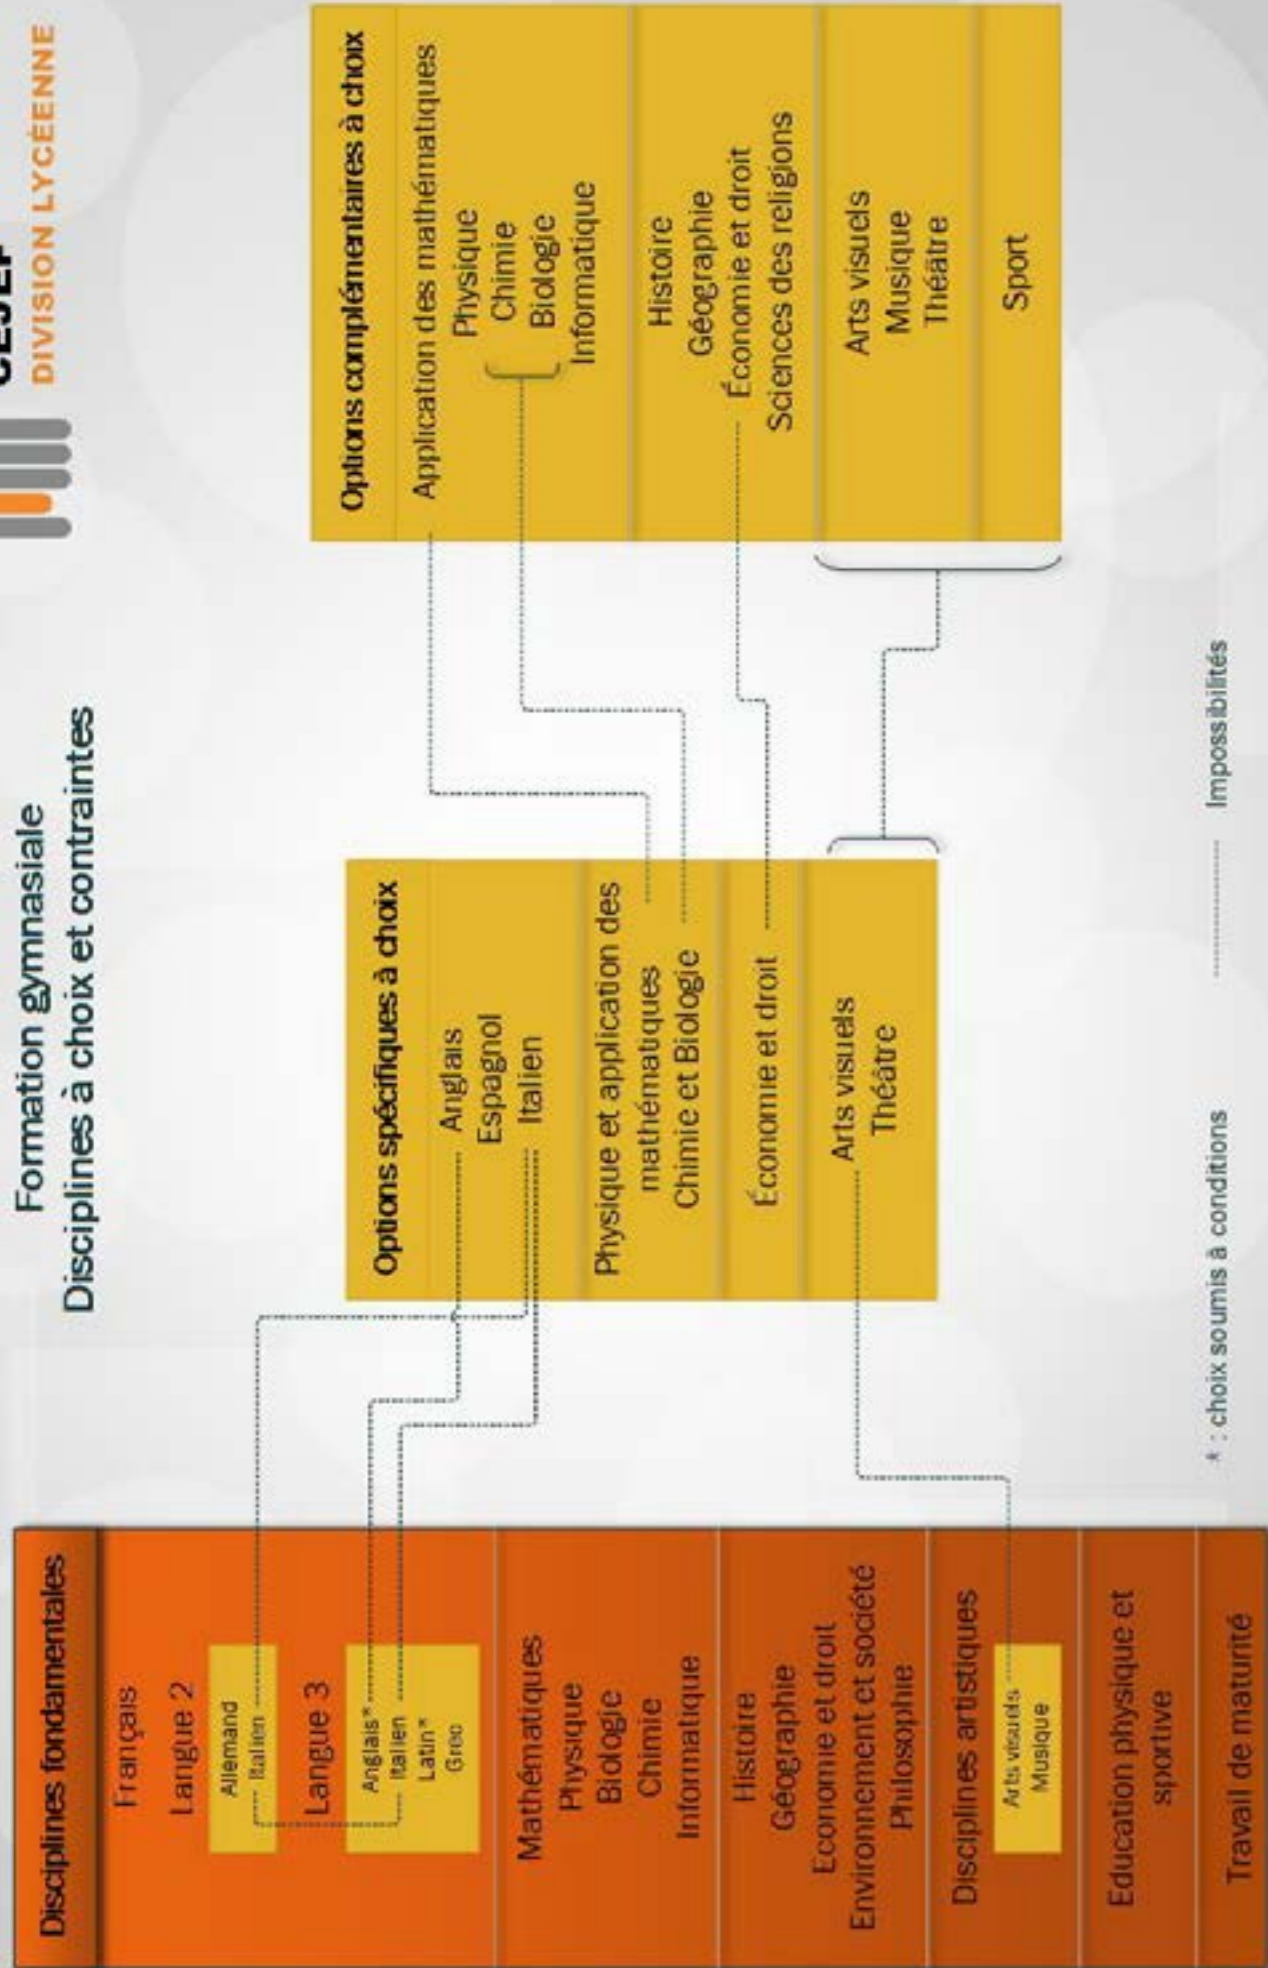 DIVISION LYCÉENNE
Formation gymnasiale
Disciplines à choix et contraintes
Disciplines fondamentales
Français
Langue 2
Allemand
Italien
Langue 3
Anglais*
Italien
Latin*
Grec
Mathématiques
Physique
Biologie
Chimie
Informatique
Histoire
Géographie
Economie et droit
Environnement et société
Philosophie
Disciplines artistiques
Arts visuels
Musique
Education physique et
sportive
Travail de maturité
Options spécifiques à choix
Anglais
Espagnol
Italien
Physique et application des
mathématiques
Chimie et Biologie
Économie et droit
Arts visuels
Théâtre
Options complémentaires à choix
Application des mathématiques
Physique
Chimie
Biologie
Informatique
Histoire
Géographie
Économie et droit
Sciences des religions
Arts visuels
Musique
Théâtre
Sport
* : choix soumis à conditions
Impossibilités